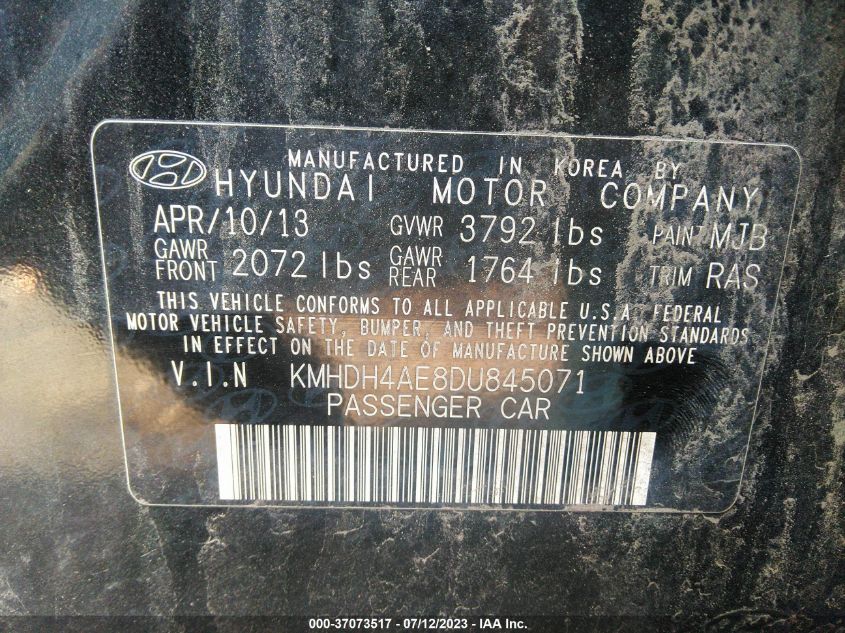 MANUFACTURED IN KOREA BY
HYUNDAI MOTOR COMPANY
APR/10/13 GVWR 3792 lbs PAINT MJB
GAWR FRONT 2072 lbs GAWR REAR 1764 lbs TRIM RAS
THIS VEHICLE CONFORMS TO ALL APPLICABLE U.S.A. FEDERAL
MOTOR VEHICLE SAFETY, BUMPER, AND THEFT PREVENTION STANDARDS
IN EFFECT ON THE DATE OF MANUFACTURE SHOWN ABOVE
V.I.N KMHDH4AE8DU845071
PASSENGER CAR
000-37073517 - 07/12/2023 - IAA Inc.